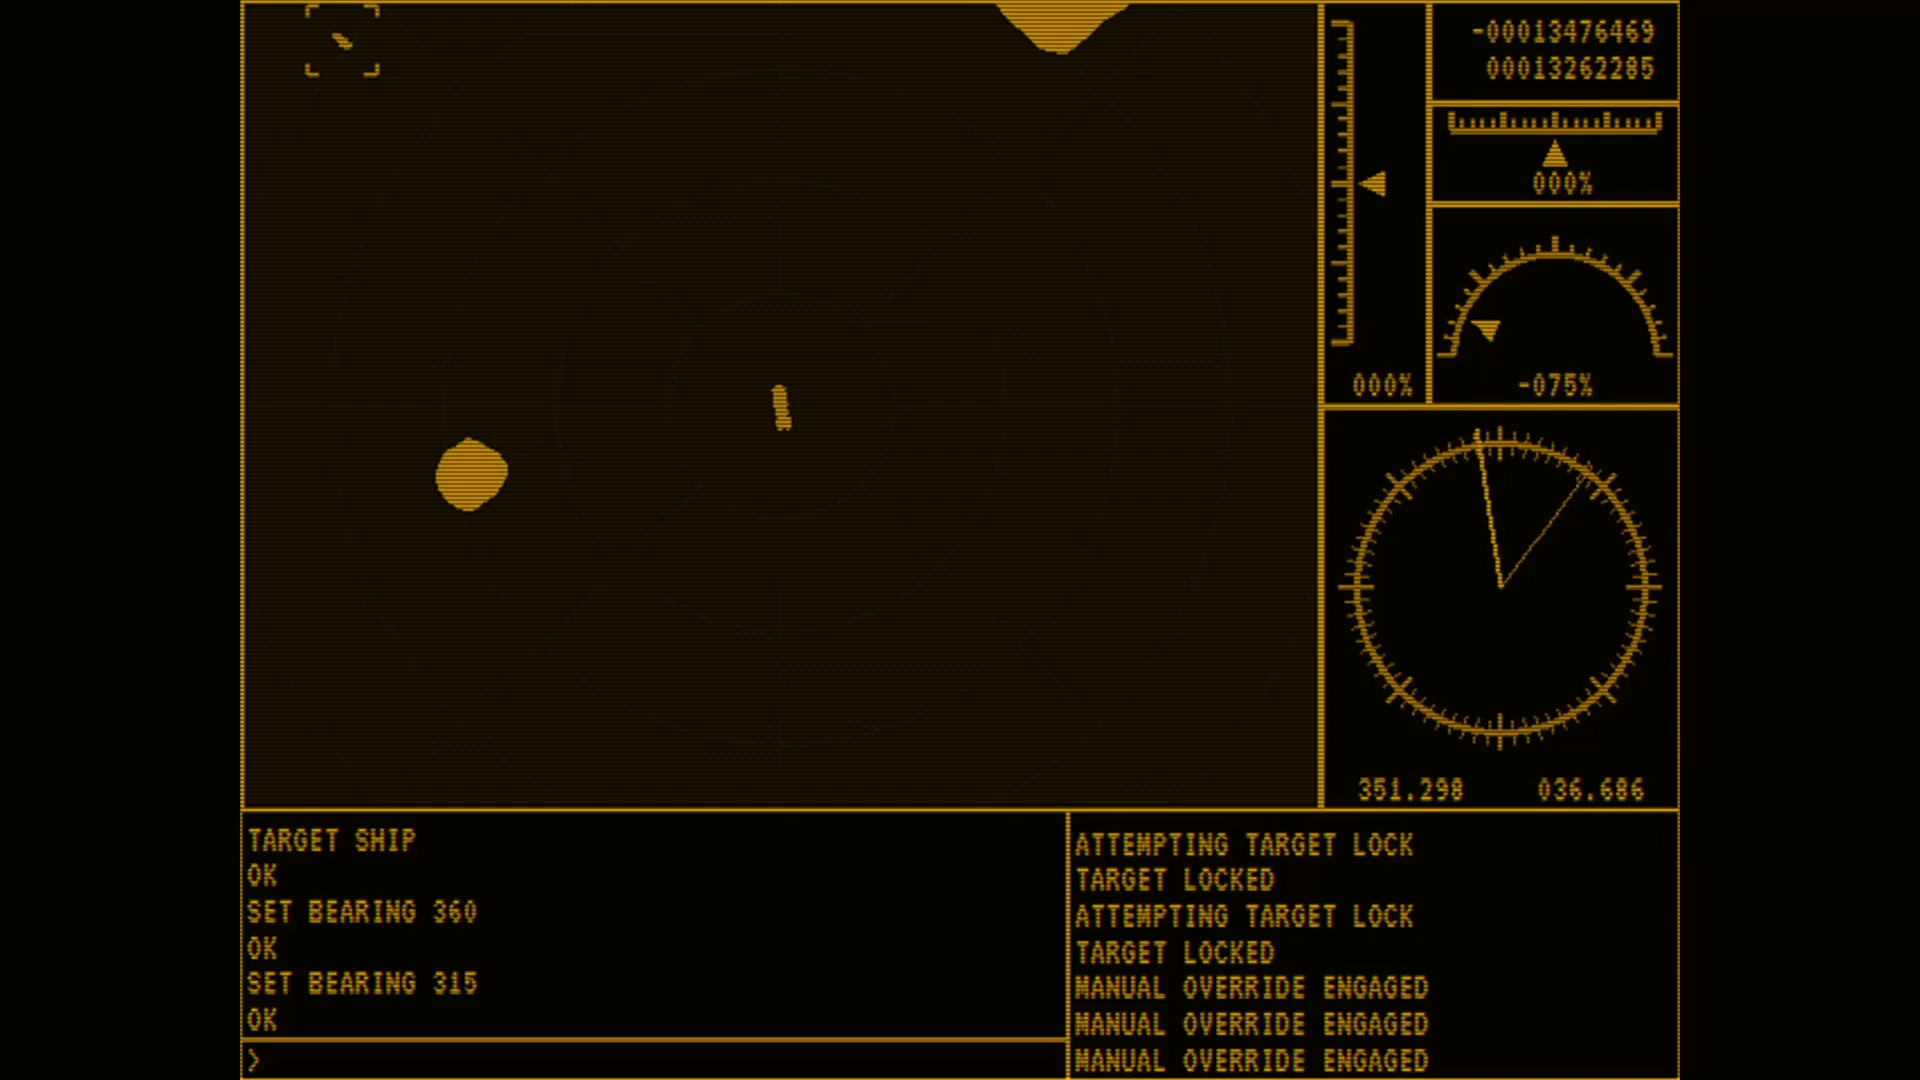 -00013476469
00013262285
000%
000%
-075%
351.298 036.686
TARGET SHIP
OK
SET BEARING 360
OK
SET BEARING 315
OK
>
ATTEMPTING TARGET LOCK
TARGET LOCKED
ATTEMPTING TARGET LOCK
TARGET LOCKED
MANUAL OVERRIDE ENGAGED
MANUAL OVERRIDE ENGAGED
MANUAL OVERRIDE ENGAGED